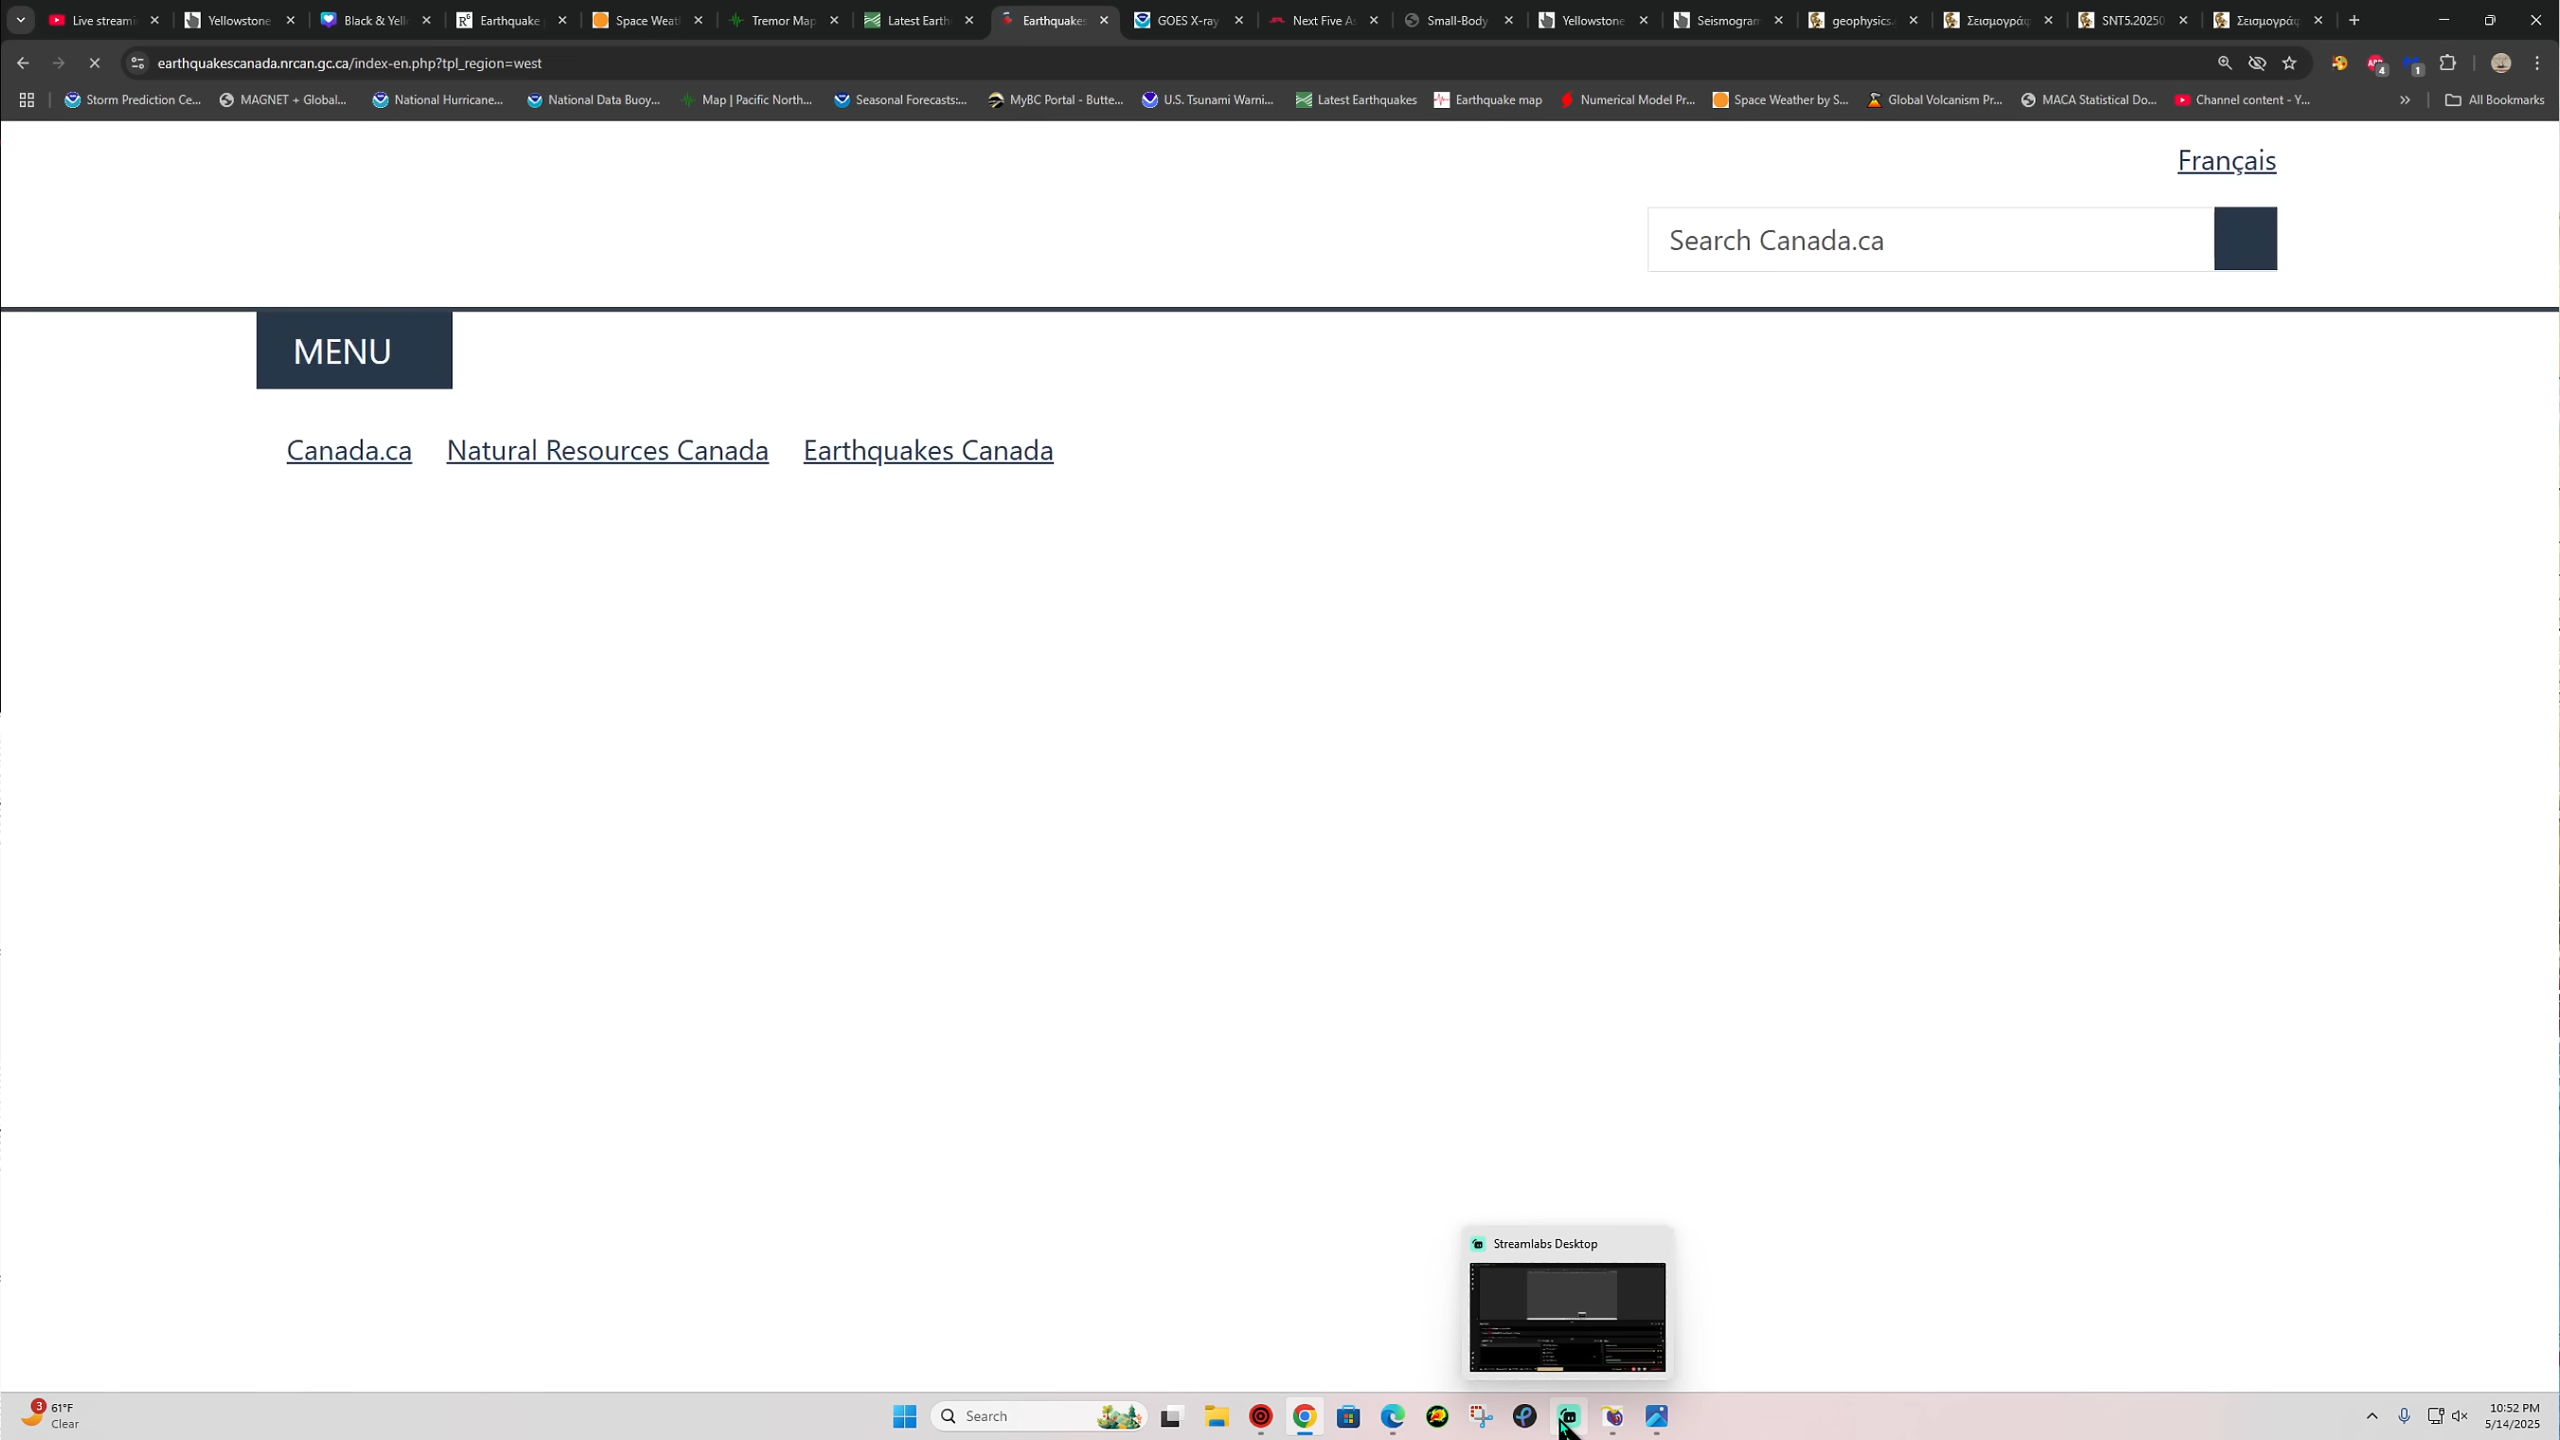 Live streami
Yellowstone
Black & Yell
Earthquake
Space Weat
Tremor Map
Latest Earth
Earthquakes
GOES X-ray
Next Five As
Small-Body
Yellowstone
Seismogram
geophysics.
Σεισμογράφ
SNT5.20250
Σεισμογράφ
earthquakescanada.nrcan.gc.ca/index-en.php?tpl_region=west
4
1
Storm Prediction Ce...
MAGNET + Global...
National Hurricane...
National Data Buoy...
Map | Pacific North...
Seasonal Forecasts:...
MyBC Portal - Butte...
U.S. Tsunami Warni...
Latest Earthquakes
Earthquake map
Numerical Model Pr...
Space Weather by S...
Global Volcanism Pr...
MACA Statistical Do...
Channel content - Y...
All Bookmarks
Français
Search Canada.ca
MENU
Canada.ca Natural Resources Canada Earthquakes Canada
Streamlabs Desktop
3
61°F
Clear
Search
10:52 PM
5/14/2025